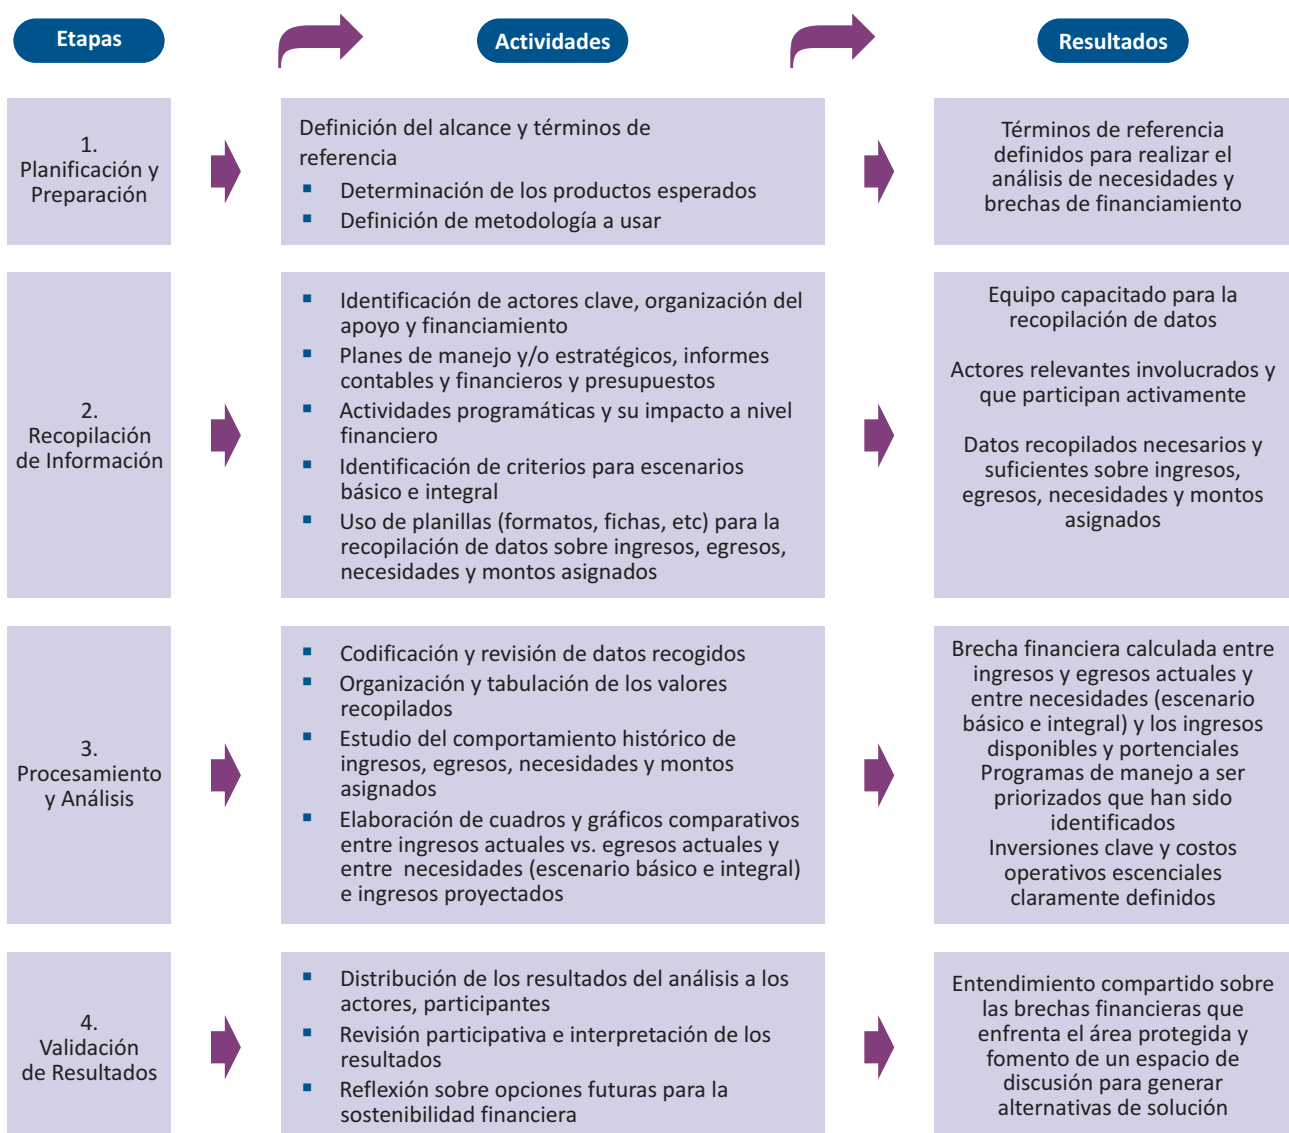 Etapas
Actividades
Resultados
1.
Planificación y
Preparación
Definición del alcance y términos de
referencia
▪ Determinación de los productos esperados
▪ Definición de metodología a usar
Términos de referencia
definidos para realizar el
análisis de necesidades y
brechas de financiamiento
2.
Recopilación
de Información
▪ Identificación de actores clave, organización del
apoyo y financiamiento
▪ Planes de manejo y/o estratégicos, informes
contables y financieros y presupuestos
▪ Actividades programáticas y su impacto a nivel
financiero
▪ Identificación de criterios para escenarios
básico e integral
▪ Uso de planillas (formatos, fichas, etc) para la
recopilación de datos sobre ingresos, egresos,
necesidades y montos asignados
Equipo capacitado para la
recopilación de datos
Actores relevantes involucrados y
que participan activamente
Datos recopilados necesarios y
suficientes sobre ingresos,
egresos, necesidades y montos
asignados
3.
Procesamiento
y Análisis
▪ Codificación y revisión de datos recogidos
▪ Organización y tabulación de los valores
recopilados
▪ Estudio del comportamiento histórico de
ingresos, egresos, necesidades y montos
asignados
▪ Elaboración de cuadros y gráficos comparativos
entre ingresos actuales vs. egresos actuales y
entre necesidades (escenario básico e integral)
e ingresos proyectados
Brecha financiera calculada entre
ingresos y egresos actuales y
entre necesidades (escenario
básico e integral) y los ingresos
disponibles y portenciales
Programas de manejo a ser
priorizados que han sido
identificados
Inversiones clave y costos
operativos escenciales
claramente definidos
4.
Validación
de Resultados
▪ Distribución de los resultados del análisis a los
actores, participantes
▪ Revisión participativa e interpretación de los
resultados
▪ Reflexión sobre opciones futuras para la
sostenibilidad financiera
Entendimiento compartido sobre
las brechas financieras que
enfrenta el área protegida y
fomento de un espacio de
discusión para generar
alternativas de solución